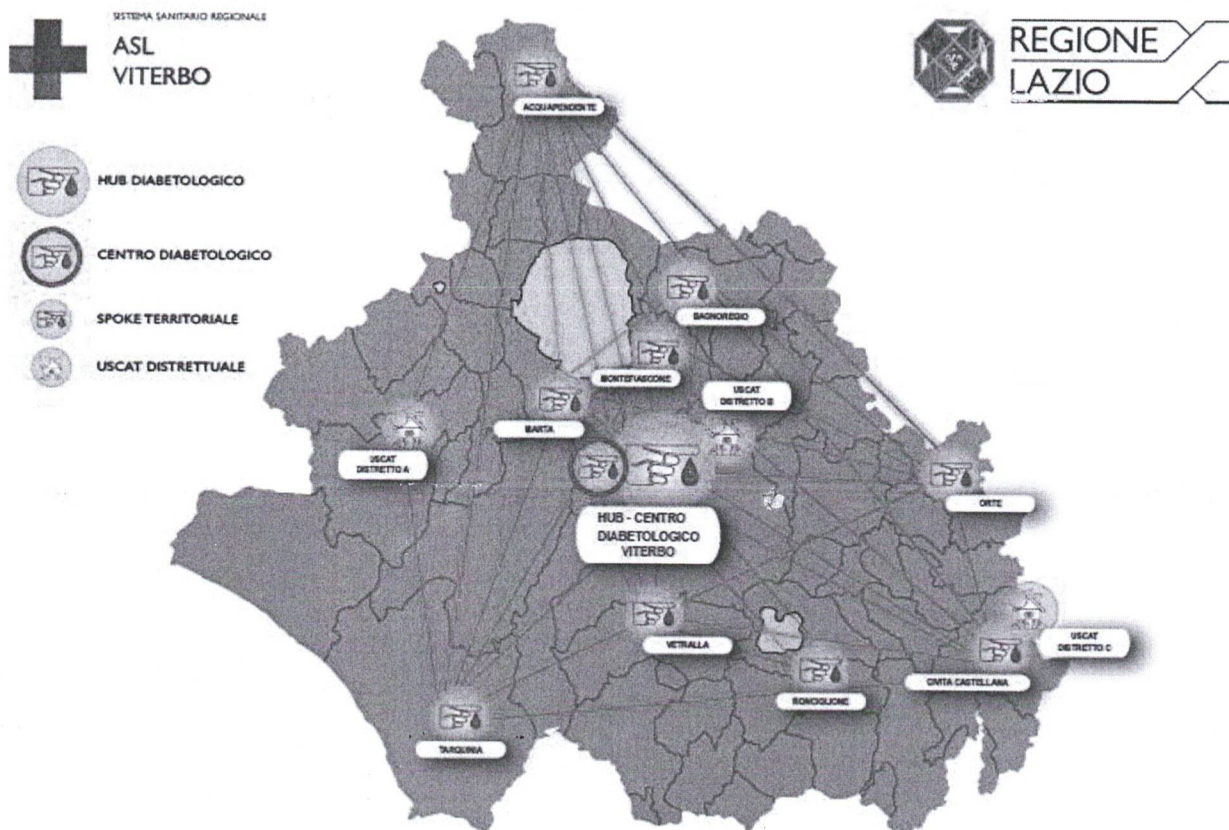 SISTEMA SANITARIO REGIONALE
ASL
VITERBO
REGIONE
LAZIO
HUB DIABETOLOGICO
CENTRO DIABETOLOGICO
SPOKE TERRITORIALE
USCAT DISTRETTUALE
ACQUAPENDENTE
BAGNOREGIO
MONTEFIASCONE
USCAT
DISTRETTO B
MARTA
USCAT
DISTRETTO A
ORTE
HUB - CENTRO
DIABETOLOGICO
VITERBO
VETRALLA
USCAT
DISTRETTO C
CIVITA CASTELLANA
RONCIGLIONE
TARQUINIA